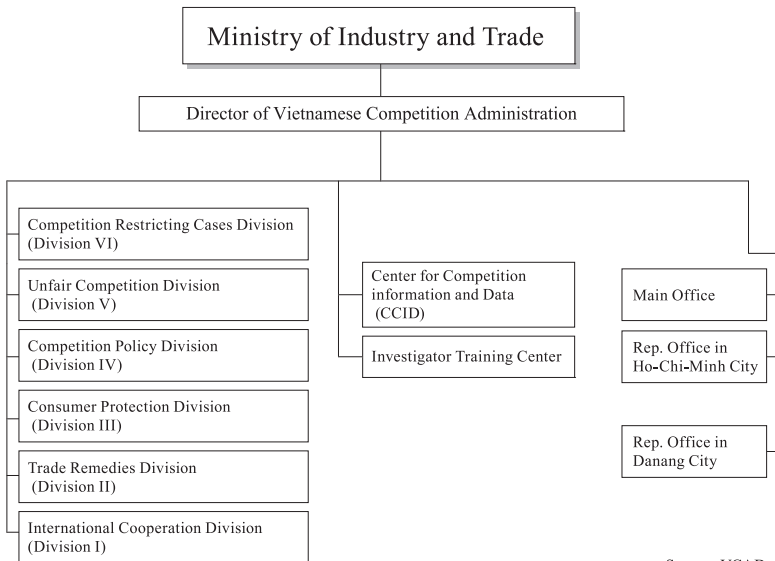 Ministry of Industry and Trade
Director of Vietnamese Competition Administration
Competition Restricting Cases Division
(Division VI)
Unfair Competition Division
(Division V)
Competition Policy Division
(Division IV)
Consumer Protection Division
(Division III)
Trade Remedies Division
(Division II)
International Cooperation Division
(Division I)
Center for Competition
information and Data
(CCID)
Investigator Training Center
Main Office
Rep. Office in
Ho-Chi-Minh City
Rep. Office in
Danang City